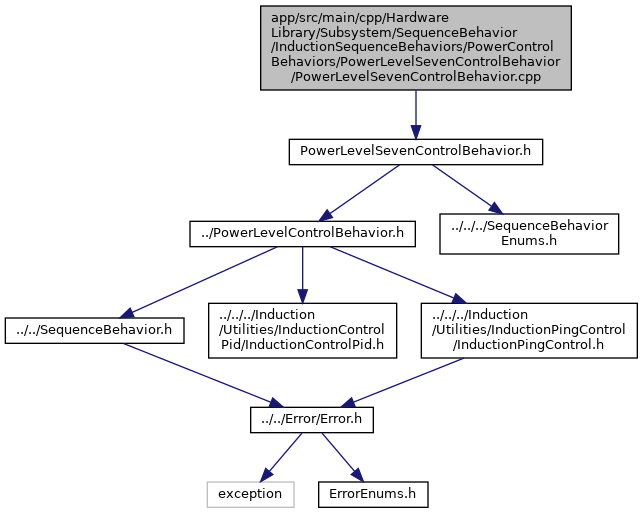 app/src/main/cpp/Hardware
Library/Subsystem/SequenceBehavior
/InductionSequenceBehaviors/PowerControl
Behaviors/PowerLevelSevenControlBehavior
/PowerLevelSevenControlBehavior.cpp
PowerLevelSevenControlBehavior.h
../PowerLevelControlBehavior.h
../../../SequenceBehavior
Enums.h
../../SequenceBehavior.h
../../../Induction
/Utilities/InductionControl
Pid/InductionControlPid.h
../../../Induction
/Utilities/InductionPingControl
/InductionPingControl.h
../../Error/Error.h
exception
ErrorEnums.h